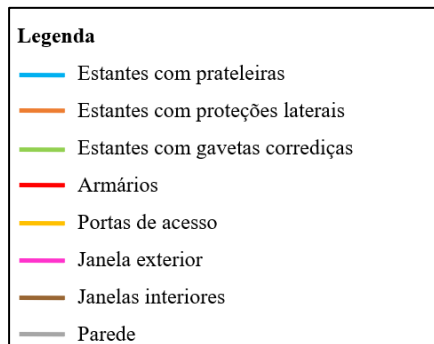 Legenda
Estantes com prateleiras
Estantes com proteções laterais
Estantes com gavetas corrediças
Armários
Portas de acesso
Janela exterior
Janelas interiores
Parede